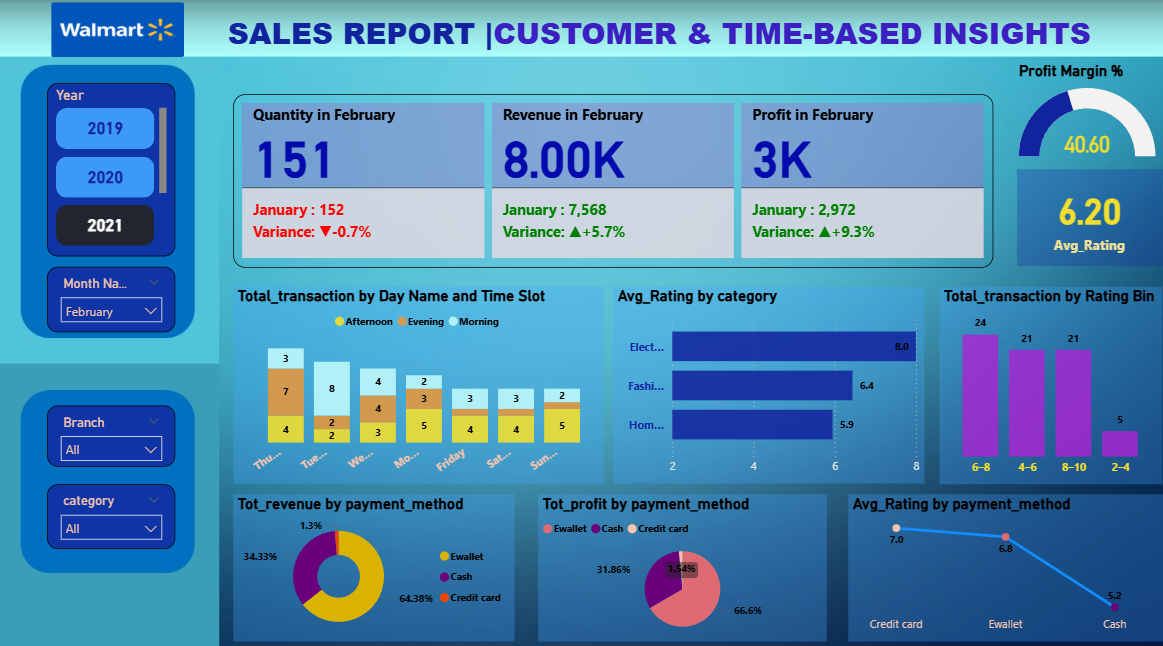 Walmart
SALES REPORT |CUSTOMER & TIME-BASED INSIGHTS
Year
2019
2020
2021
Month Na...
February
Branch
All
category
All
Quantity in February
151
January : 152
Variance: ▼-0.7%
Revenue in February
8.00K
January : 7,568
Variance: ▲+5.7%
Profit in February
3K
January : 2,972
Variance: ▲+9.3%
Profit Margin %
40.60
6.20
Avg_Rating
Total_transaction by Day Name and Time Slot
Afternoon Evening Morning
3
7
4
8
2
2
4
4
3
2
3
5
3
4
3
4
2
5
Thu... Tue... We... Mo... Friday Sat... Sun...
Avg_Rating by category
Elect... 8.0
Fashi... 6.4
Hom... 5.9
2 4 6 8
Total_transaction by Rating Bin
24 21 21 5
6–8 4–6 8–10 2–4
Tot_revenue by payment_method
1.3%
34.33%
64.38%
Ewallet
Cash
Credit card
Tot_profit by payment_method
Ewallet Cash Credit card
31.86%
1.54%
66.6%
Avg_Rating by payment_method
7.0
6.8
5.2
Credit card Ewallet Cash